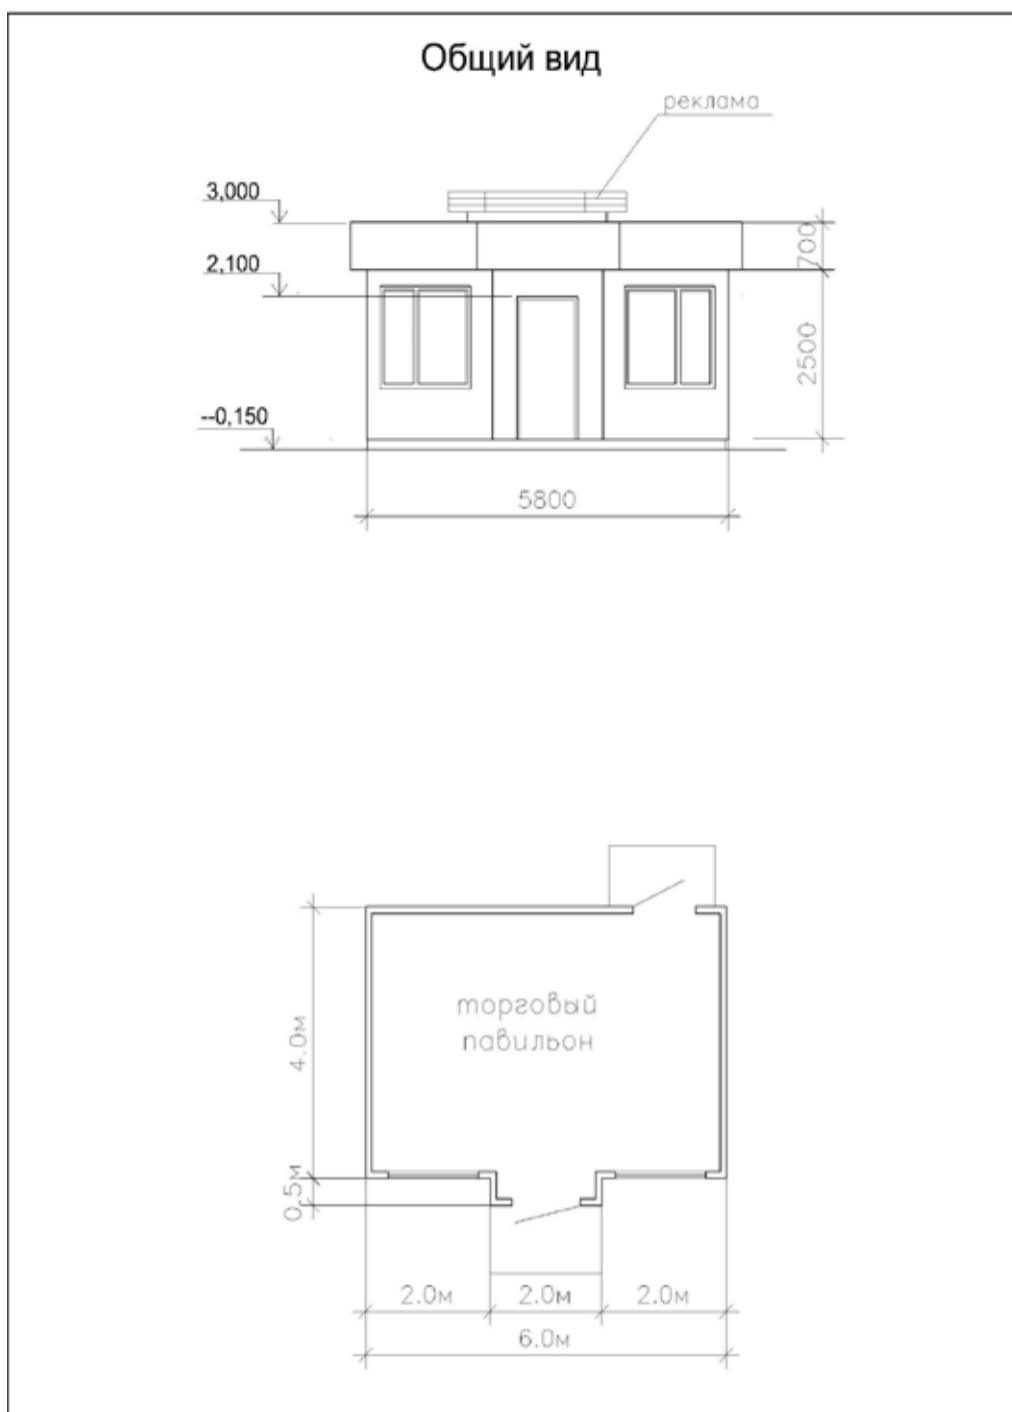 Общий вид
реклама
3,000
2,100
--0,150
700
2500
5800
торговый
павильон
4.0м
0.5м
2.0м 2.0м 2.0м
6.0м